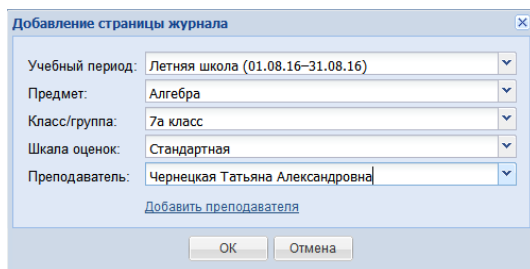 Добавление страницы журнала
Учебный период: Летняя школа (01.08.16–31.08.16)
Предмет: Алгебра
Класс/группа: 7а класс
Шкала оценок: Стандартная
Преподаватель: Чернецкая Татьяна Александровна
Добавить преподавателя
ОК Отмена